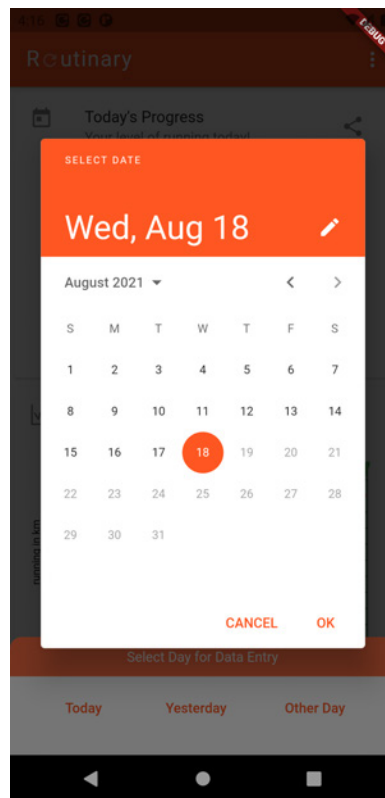 4:16
DEBUG
Routinary
Today's Progress
Your level of running today!
SELECT DATE
Wed, Aug 18
August 2021
S M T W T F S
1 2 3 4 5 6 7
8 9 10 11 12 13 14
15 16 17 18 19 20 21
22 23 24 25 26 27 28
29 30 31
running in km
CANCEL OK
Select Day for Data Entry
Today Yesterday Other Day